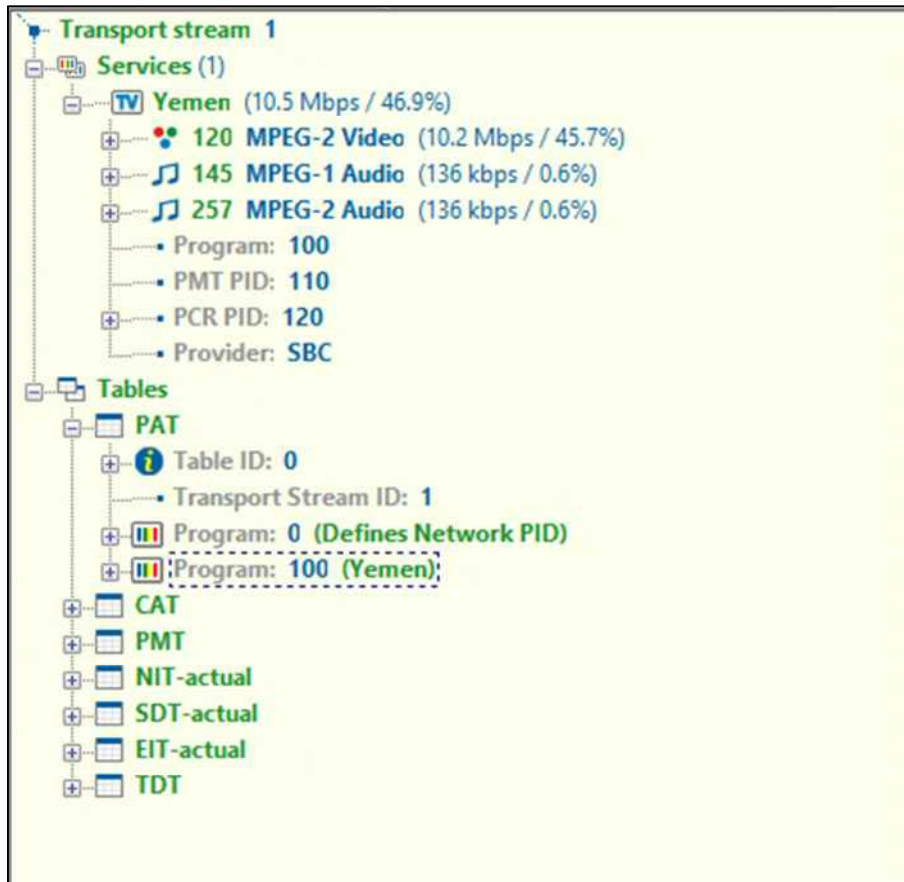 Transport stream 1
Services (1)
TV Yemen (10.5 Mbps / 46.9%)
120 MPEG-2 Video (10.2 Mbps / 45.7%)
145 MPEG-1 Audio (136 kbps / 0.6%)
257 MPEG-2 Audio (136 kbps / 0.6%)
Program: 100
PMT PID: 110
PCR PID: 120
Provider: SBC
Tables
PAT
Table ID: 0
Transport Stream ID: 1
Program: 0 (Defines Network PID)
Program: 100 (Yemen)
CAT
PMT
NIT-actual
SDT-actual
EIT-actual
TDT